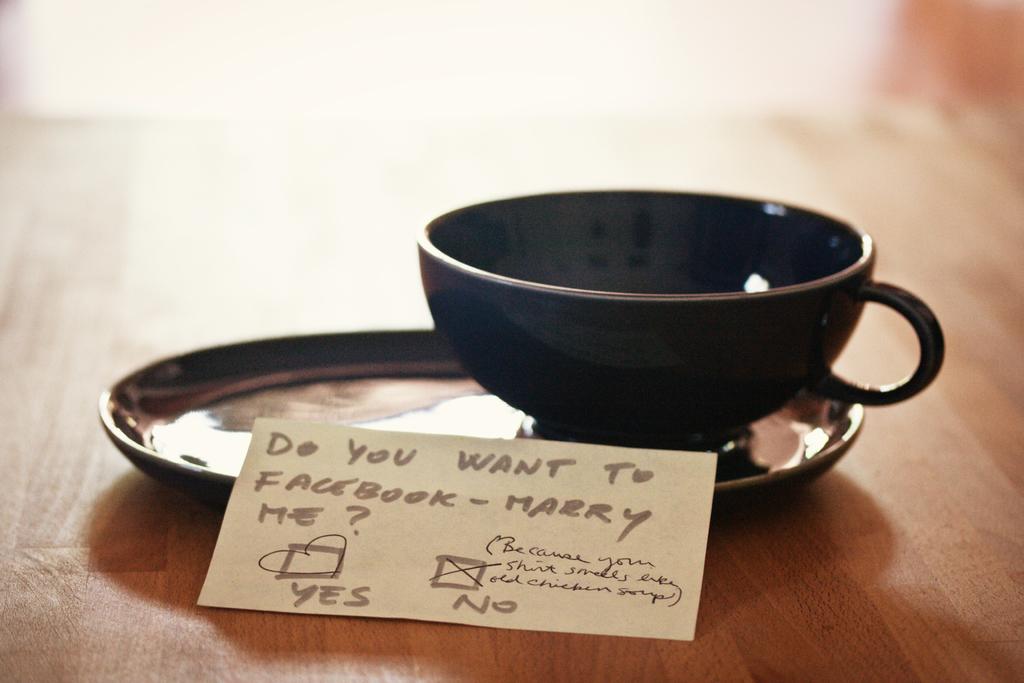 DO YOU WANT TO
FACEBOOK - MARRY
ME?
(Because your
shirt smells like
old chicken soup)
YES NO